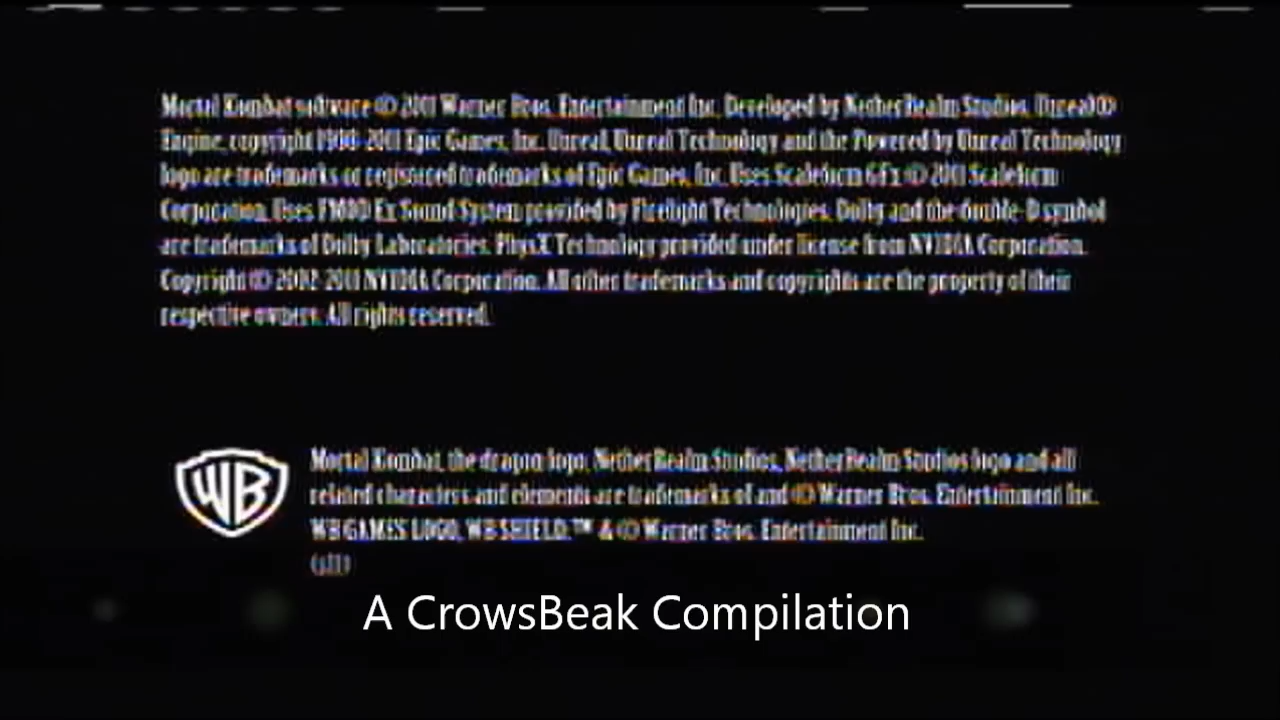 Mortal Kombat software © 2011 Warner Bros. Entertainment Inc. Developed by NetherRealm Studios. Unreal®
Engine, copyright 1998-2011 Epic Games, Inc. Unreal, Unreal Technology and the Powered by Unreal Technology
logo are trademarks or registered trademarks of Epic Games, Inc. Uses Scaleform GFx © 2011 Scaleform
Corporation. Uses FMOD Ex Sound System provided by Firelight Technologies. Dolby and the double-D symbol
are trademarks of Dolby Laboratories. PhysX Technology provided under license from NVIDIA Corporation.
Copyright © 2002-2011 NVIDIA Corporation. All other trademarks and copyrights are the property of their
respective owners. All rights reserved.
WB
Mortal Kombat, the dragon logo, NetherRealm Studios, NetherRealm Studios logo and all
related characters and elements are trademarks of and © Warner Bros. Entertainment Inc.
WB GAMES LOGO, WB SHIELD: ™ & © Warner Bros. Entertainment Inc.
(s11)
A CrowsBeak Compilation